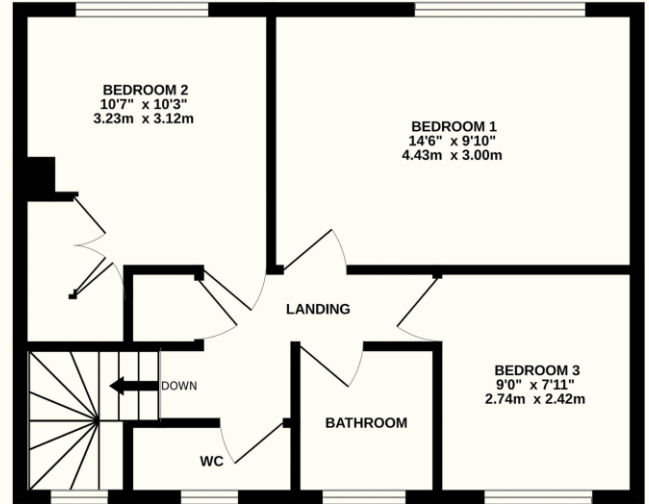 BEDROOM 2
10'7" x 10'3"
3.23m x 3.12m
BEDROOM 1
14'6" x 9'10"
4.43m x 3.00m
LANDING
BEDROOM 3
9'0" x 7'11"
2.74m x 2.42m
DOWN
BATHROOM
WC